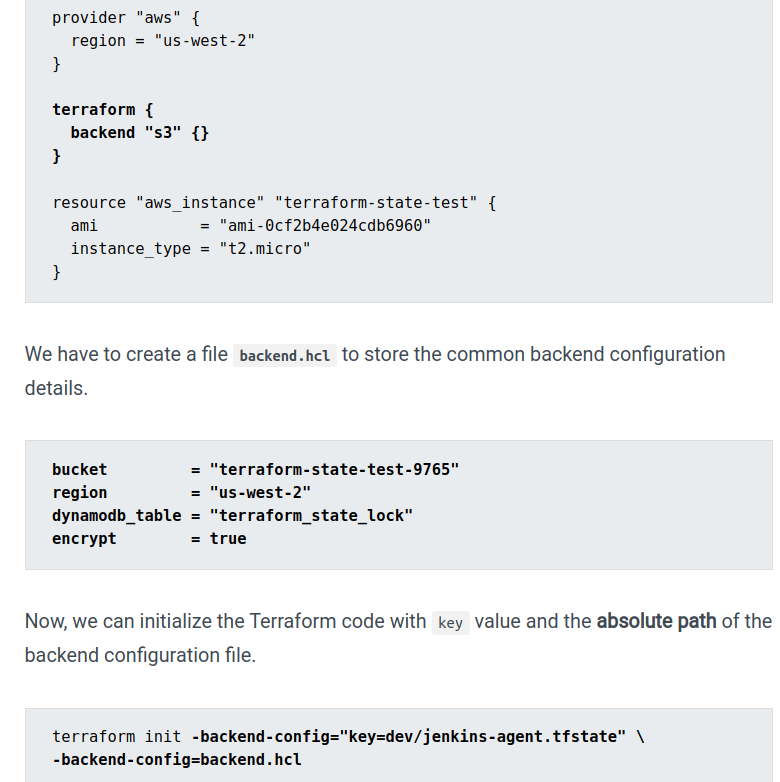 provider "aws" {
  region = "us-west-2"
}
terraform {
  backend "s3" {}
}
resource "aws_instance" "terraform-state-test" {
  ami           = "ami-0cf2b4e024cdb6960"
  instance_type = "t2.micro"
}
We have to create a file backend.hcl to store the common backend configuration
details.
bucket         = "terraform-state-test-9765"
region         = "us-west-2"
dynamodb_table = "terraform_state_lock"
encrypt        = true
Now, we can initialize the Terraform code with key value and the absolute path of the
backend configuration file.
terraform init -backend-config="key=dev/jenkins-agent.tfstate" \
-backend-config=backend.hcl